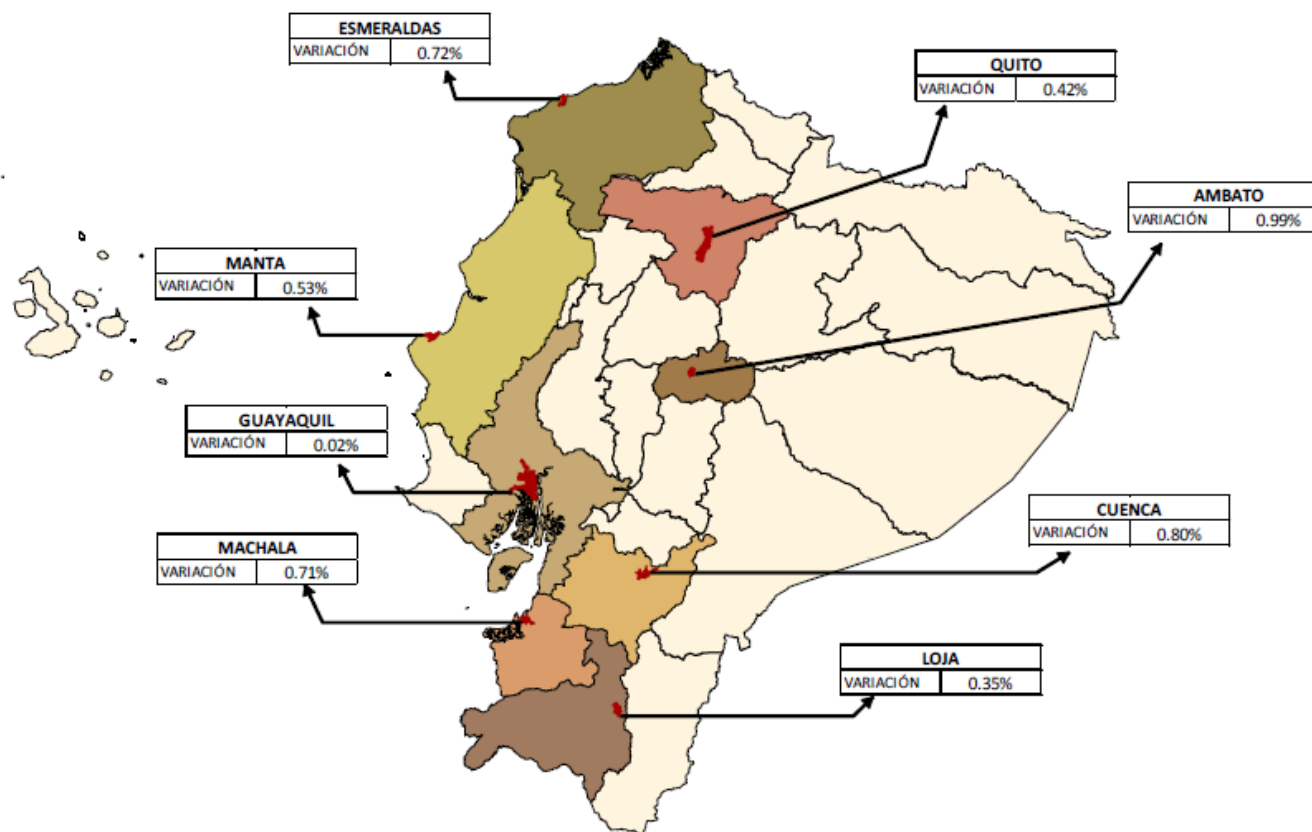 ESMERALDAS
VARIACIÓN 0.72%
QUITO
VARIACIÓN 0.42%
AMBATO
VARIACIÓN 0.99%
MANTA
VARIACIÓN 0.53%
GUAYAQUIL
VARIACIÓN 0.02%
CUENCA
VARIACIÓN 0.80%
MACHALA
VARIACIÓN 0.71%
LOJA
VARIACIÓN 0.35%